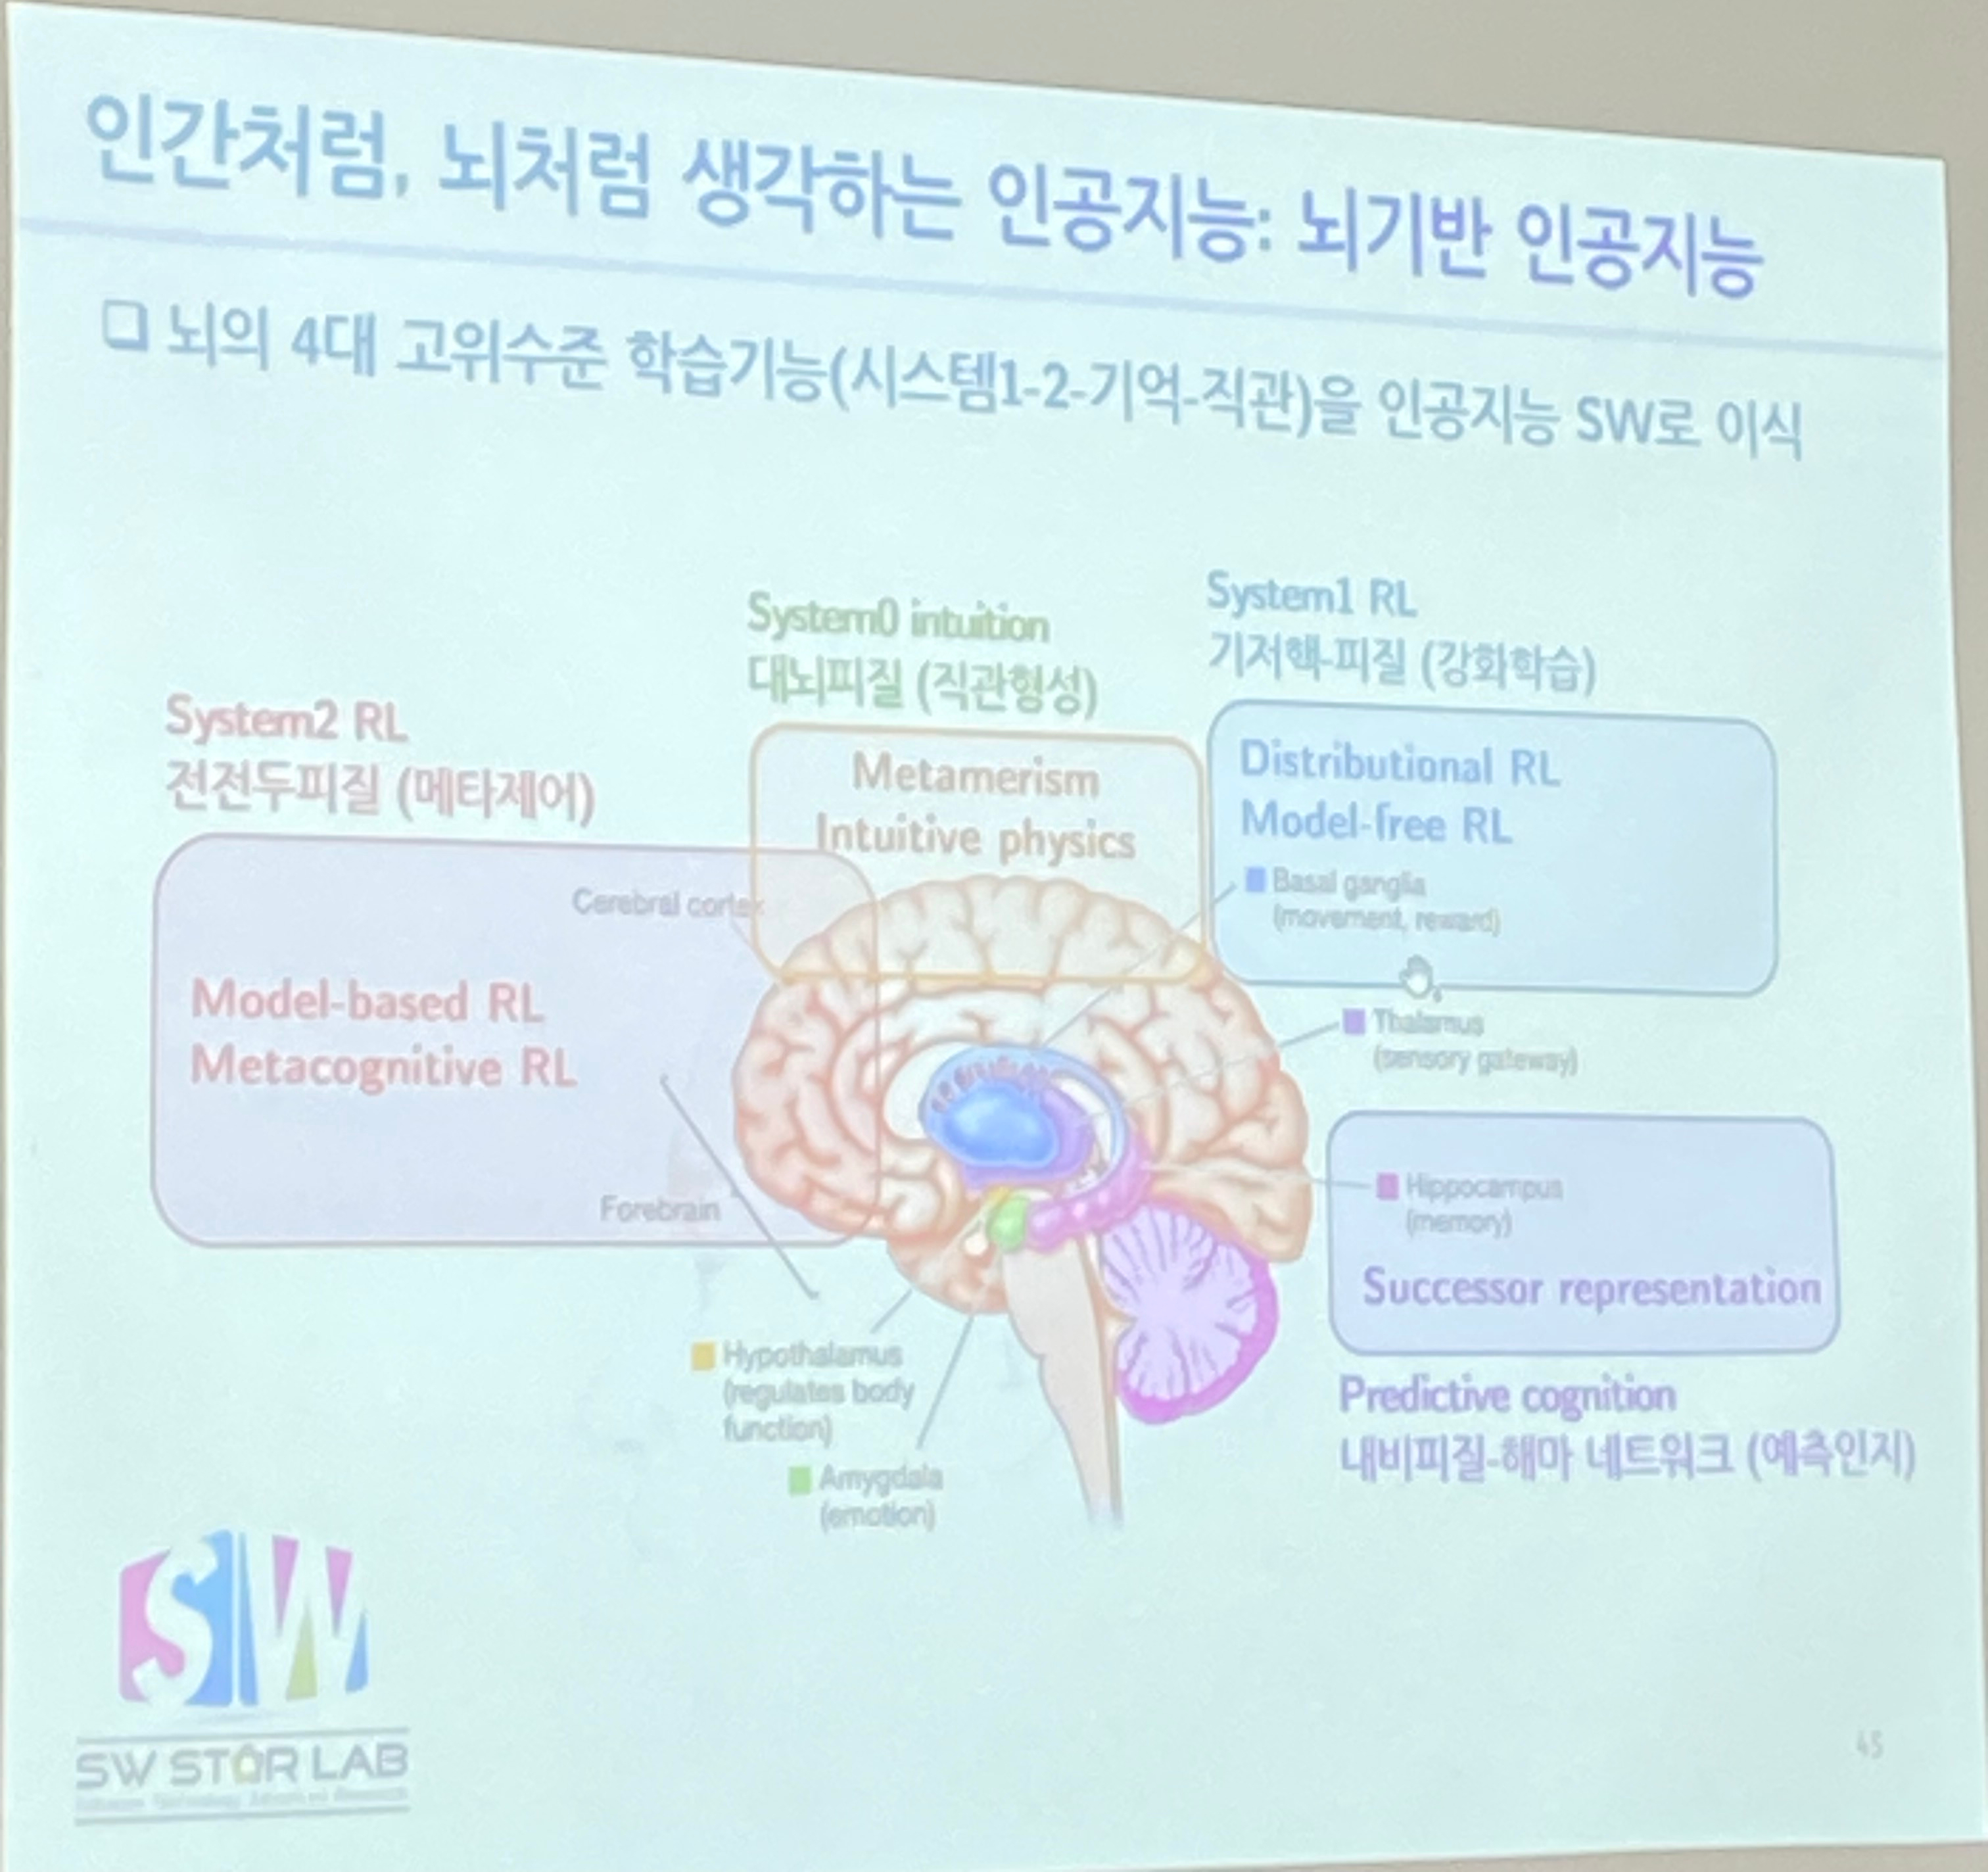 인간처럼, 뇌처럼 생각하는 인공지능: 뇌기반 인공지능
❑ 뇌의 4대 고위수준 학습기능(시스템1-2-기억-직관)을 인공지능 SW로 이식
System2 RL
전전두피질 (메타제어)
Cerebral cortex
Model-based RL
Metacognitive RL
Forebrain
System0 intuition
대뇌피질 (직관형성)
Metamerism
Intuitive physics
System1 RL
기저핵-피질 (강화학습)
Distributional RL
Model-free RL
Basal ganglia
(movement, reward)
Thalamus
(sensory gateway)
Hippocampus
(memory)
Successor representation
Predictive cognition
내비피질-해마 네트워크 (예측인지)
Hypothalamus
(regulates body
function)
Amygdala
(emotion)
SW
SW STAR LAB
45